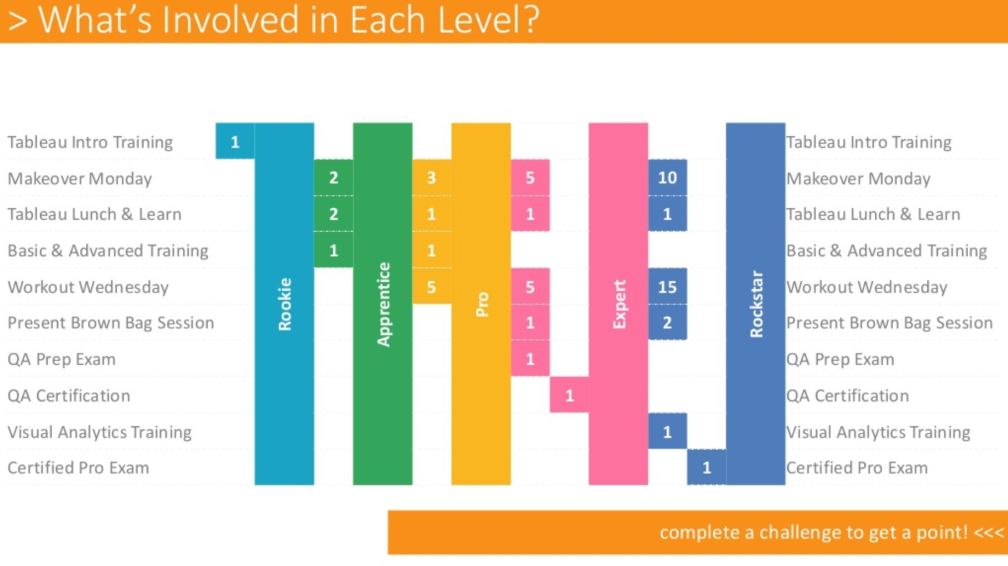 > What's Involved in Each Level?
Tableau Intro Training 1 Tableau Intro Training
Makeover Monday 2 3 5 10 Makeover Monday
Tableau Lunch & Learn 2 1 1 1 Tableau Lunch & Learn
Basic & Advanced Training 1 1 Basic & Advanced Training
Workout Wednesday 5 5 15 Workout Wednesday
Present Brown Bag Session 1 2 Present Brown Bag Session
QA Prep Exam 1 QA Prep Exam
QA Certification 1 QA Certification
Visual Analytics Training 1 Visual Analytics Training
Certified Pro Exam 1 Certified Pro Exam
Rookie
Apprentice
Pro
Expert
Rockstar
complete a challenge to get a point! <<<